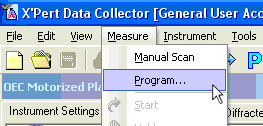 X'Pert Data Collector [General User Acc
File Edit View Measure Instrument Tools
Manual Scan
OEC Motorized Pla
Program...
Instrument Settings
Start
Diffracte